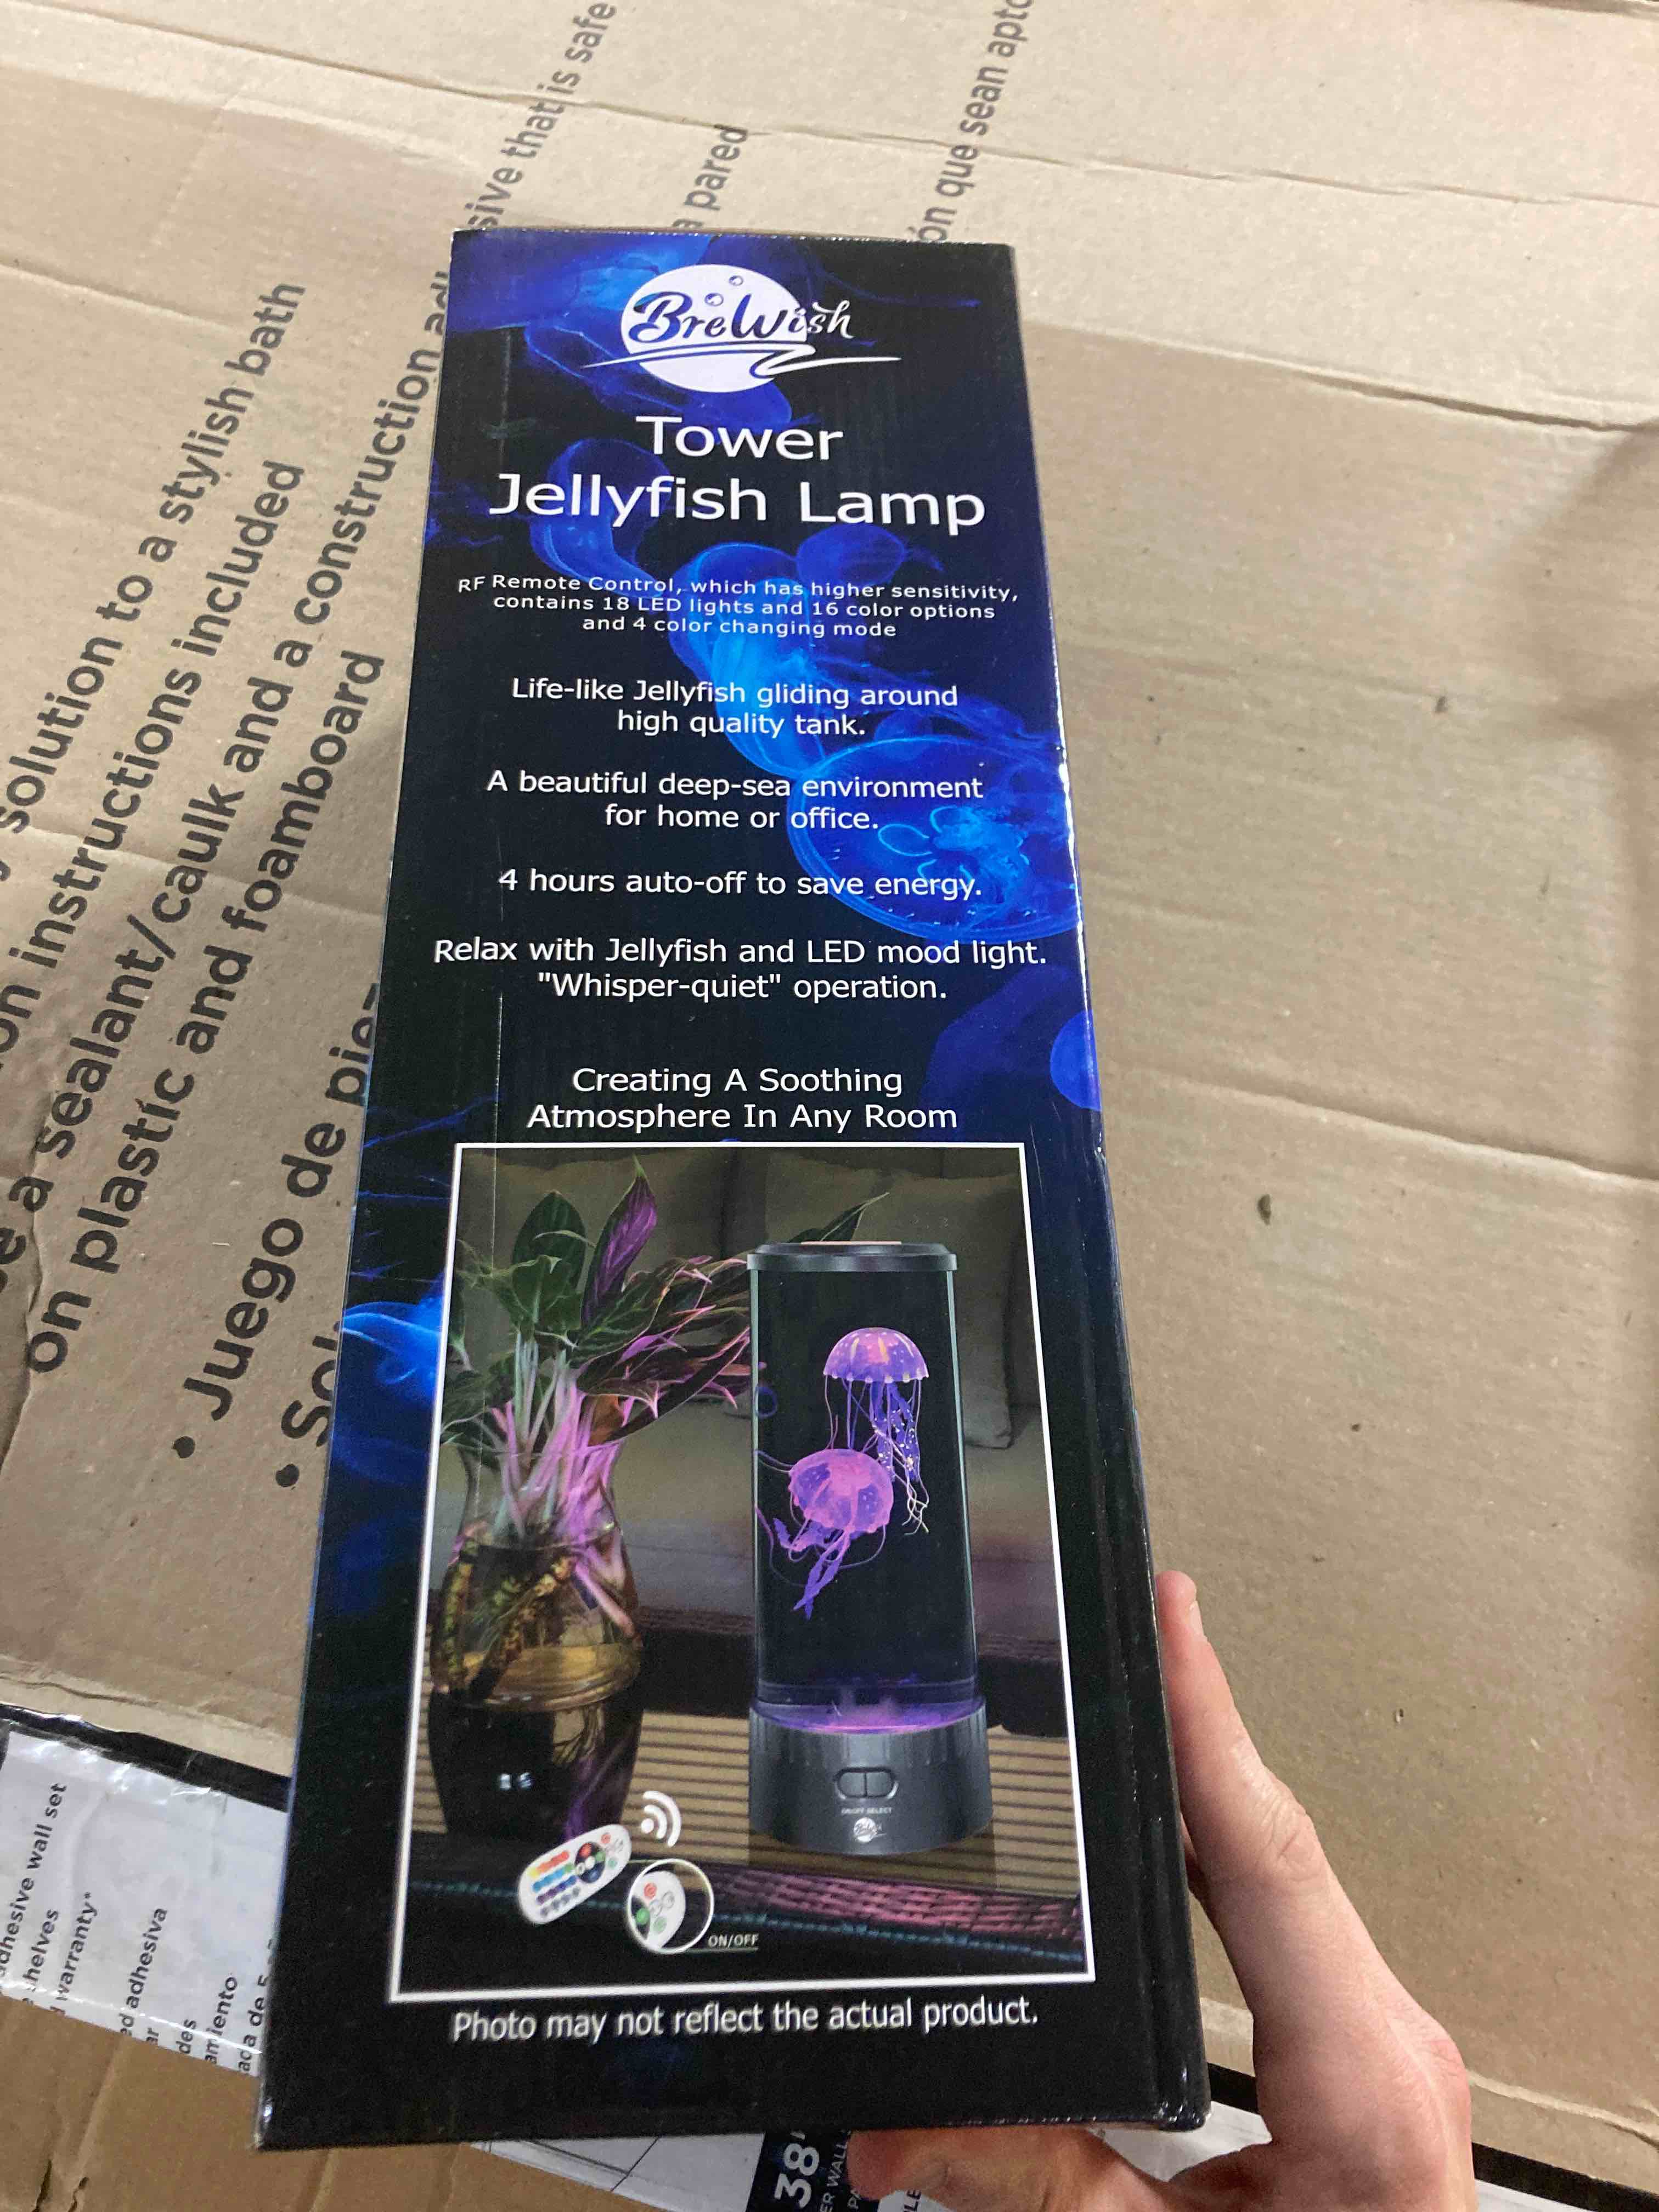 BreWish
Tower
Jellyfish Lamp
RF Remote Control, which has higher sensitivity,
contains 18 LED lights and 16 color options
and 4 color changing mode
Life-like Jellyfish gliding around
high quality tank.
A beautiful deep-sea environment
for home or office.
4 hours auto-off to save energy.
Relax with Jellyfish and LED mood light.
"Whisper-quiet" operation.
Creating A Soothing
Atmosphere In Any Room
ON/OFF SELECT
ON/OFF
Photo may not reflect the actual product.
that is safe
pared
ón que sean
solution to a stylish bath
instructions included
a sealant/caulk and a construction
on plastic and foamboard
• Juego de
•
wall set
warranty*
adhesiva
des
de
38"